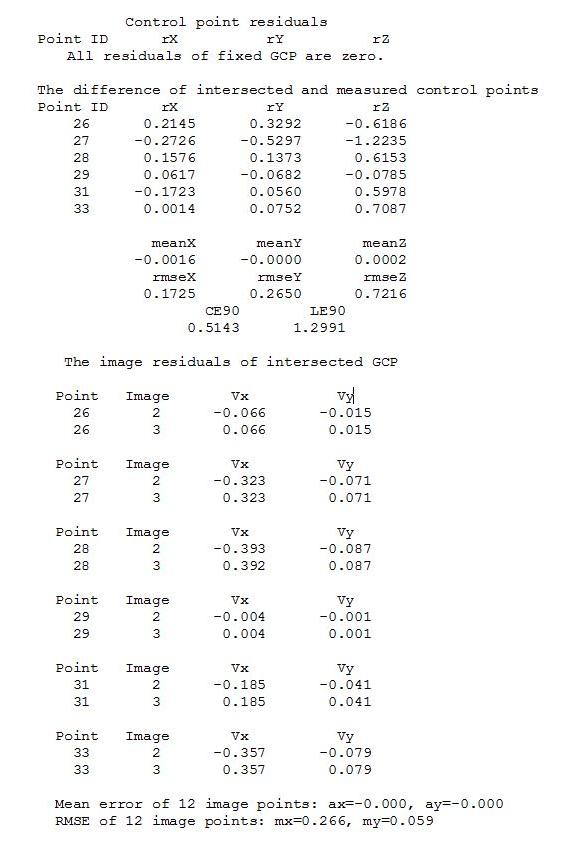 Control point residuals
Point ID rX rY rZ
All residuals of fixed GCP are zero.
The difference of intersected and measured control points
Point ID rX rY rZ
26 0.2145 0.3292 -0.6186
27 -0.2726 -0.5297 -1.2235
28 0.1576 0.1373 0.6153
29 0.0617 -0.0682 -0.0785
31 -0.1723 0.0560 0.5978
33 0.0014 0.0752 0.7087
meanX meanY meanZ
-0.0016 -0.0000 0.0002
rmseX rmseY rmseZ
0.1725 0.2650 0.7216
CE90 LE90
0.5143 1.2991
The image residuals of intersected GCP
Point Image Vx Vy
26 2 -0.066 -0.015
26 3 0.066 0.015
Point Image Vx Vy
27 2 -0.323 -0.071
27 3 0.323 0.071
Point Image Vx Vy
28 2 -0.393 -0.087
28 3 0.392 0.087
Point Image Vx Vy
29 2 -0.004 -0.001
29 3 0.004 0.001
Point Image Vx Vy
31 2 -0.185 -0.041
31 3 0.185 0.041
Point Image Vx Vy
33 2 -0.357 -0.079
33 3 0.357 0.079
Mean error of 12 image points: ax=-0.000, ay=-0.000
RMSE of 12 image points: mx=0.266, my=0.059